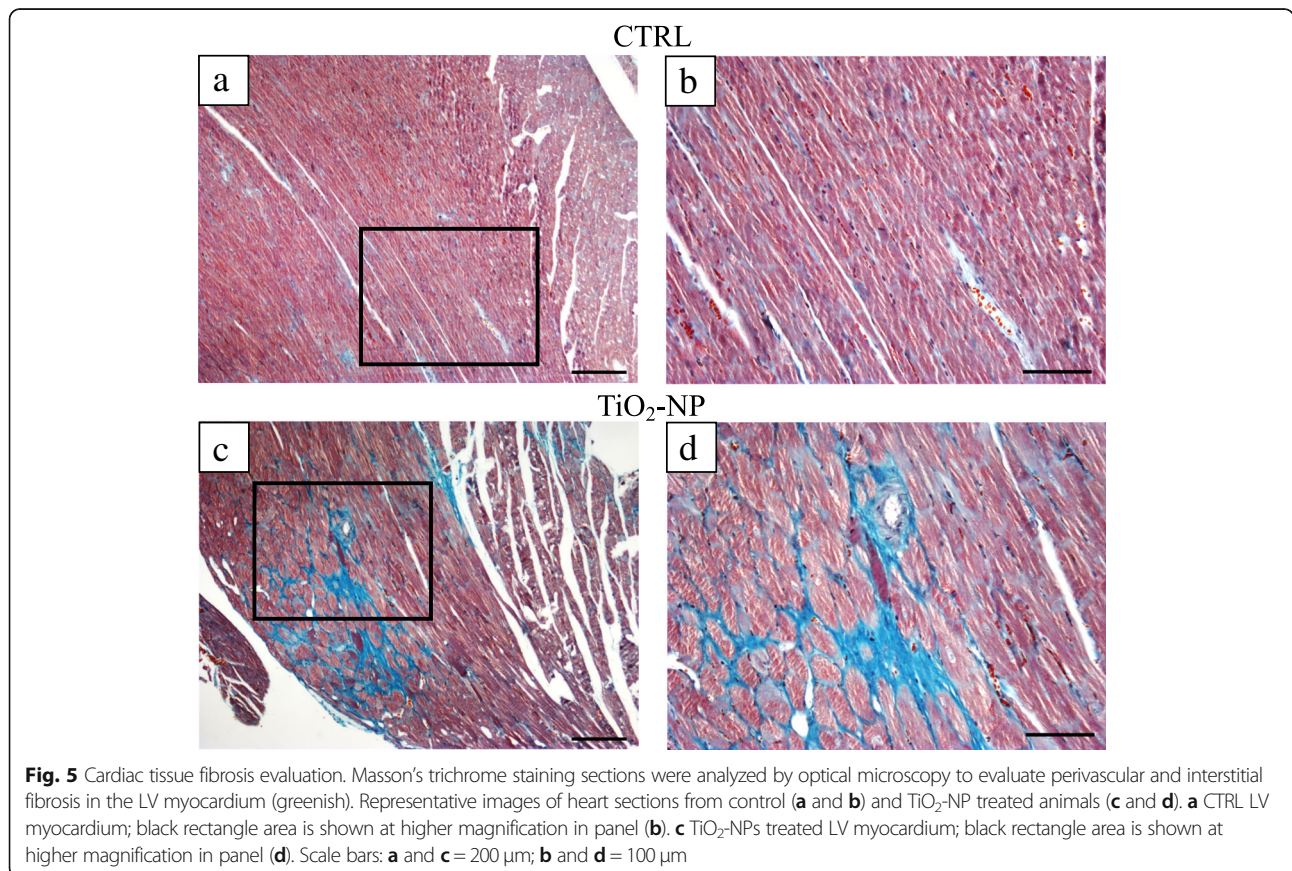 CTRL
a
b
TiO₂-NP
c
d
Fig. 5 Cardiac tissue fibrosis evaluation. Masson's trichrome staining sections were analyzed by optical microscopy to evaluate perivascular and interstitial
fibrosis in the LV myocardium (greenish). Representative images of heart sections from control (a and b) and TiO₂-NP treated animals (c and d). a CTRL LV
myocardium; black rectangle area is shown at higher magnification in panel (b). c TiO₂-NPs treated LV myocardium; black rectangle area is shown at
higher magnification in panel (d). Scale bars: a and c = 200 μm; b and d = 100 μm